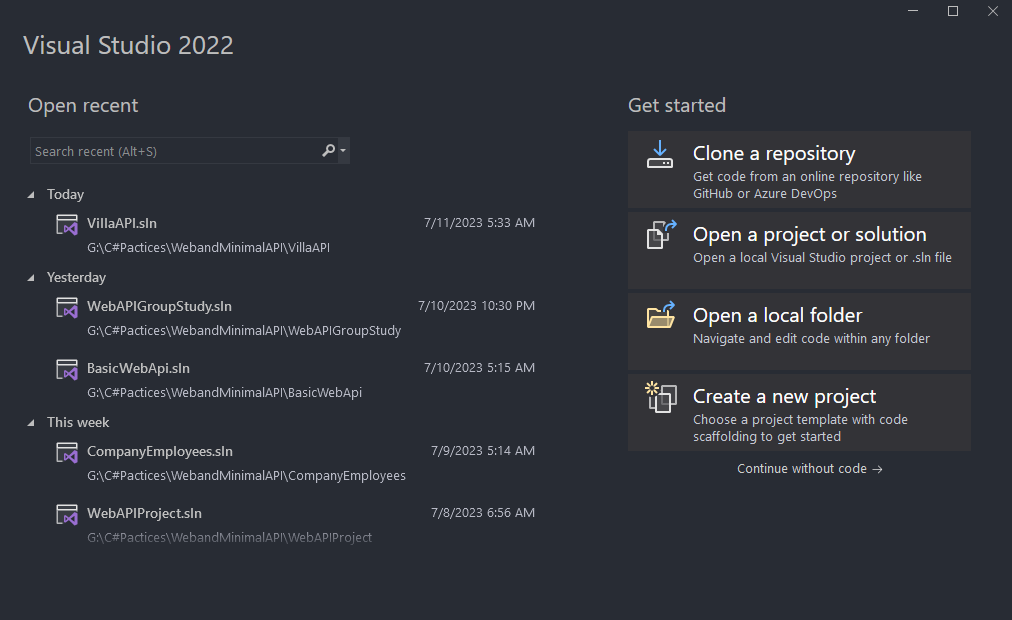 Visual Studio 2022
Open recent
Search recent (Alt+S)
Today
VillaAPI.sln 7/11/2023 5:33 AM
G:\C#Pactices\WebandMinimalAPI\VillaAPI
Yesterday
WebAPIGroupStudy.sln 7/10/2023 10:30 PM
G:\C#Pactices\WebandMinimalAPI\WebAPIGroupStudy
BasicWebApi.sln 7/10/2023 5:15 AM
G:\C#Pactices\WebandMinimalAPI\BasicWebApi
This week
CompanyEmployees.sln 7/9/2023 5:14 AM
G:\C#Pactices\WebandMinimalAPI\CompanyEmployees
WebAPIProject.sln 7/8/2023 6:56 AM
G:\C#Pactices\WebandMinimalAPI\WebAPIProject
Get started
Clone a repository
Get code from an online repository like
GitHub or Azure DevOps
Open a project or solution
Open a local Visual Studio project or .sln file
Open a local folder
Navigate and edit code within any folder
Create a new project
Choose a project template with code
scaffolding to get started
Continue without code →